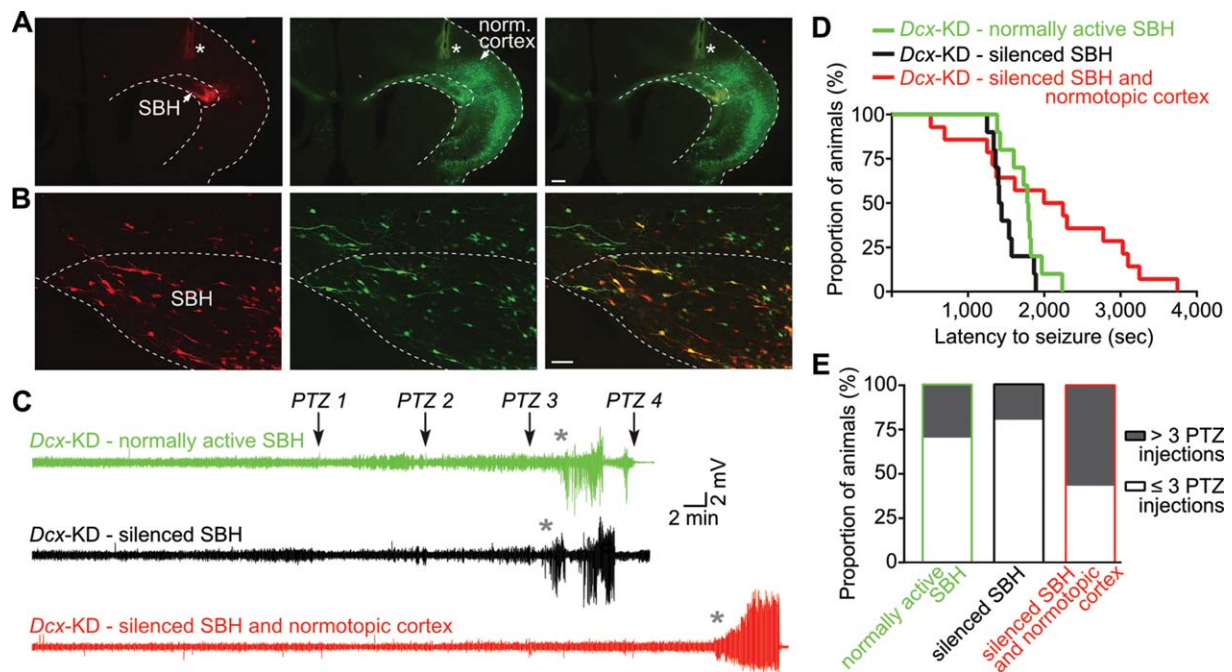 A
*
SBH
norm.
cortex
*
*
B
SBH
C
PTZ 1
PTZ 2
PTZ 3
PTZ 4
Dcx-KD - normally active SBH
*
2 mV
2 min
Dcx-KD - silenced SBH
*
Dcx-KD - silenced SBH and normotopic cortex
*
D
Dcx-KD - normally active SBH
Dcx-KD - silenced SBH
Dcx-KD - silenced SBH and
normotopic cortex
Proportion of animals (%)
100
75
50
25
0
1,000
2,000
3,000
4,000
Latency to seizure (sec)
E
Proportion of animals (%)
100
75
50
25
0
> 3 PTZ
injections
≤ 3 PTZ
injections
normally active
SBH
silenced SBH
silenced SBH
and normotopic
cortex